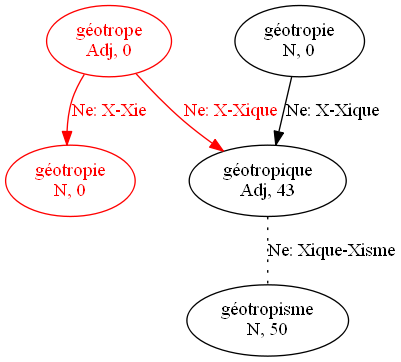 géotrope
Adj, 0
géotropie
N, 0
Ne: X-Xie
Ne: X-Xique
Ne: X-Xique
géotropie
N, 0
géotropique
Adj, 43
Ne: Xique-Xisme
géotropisme
N, 50